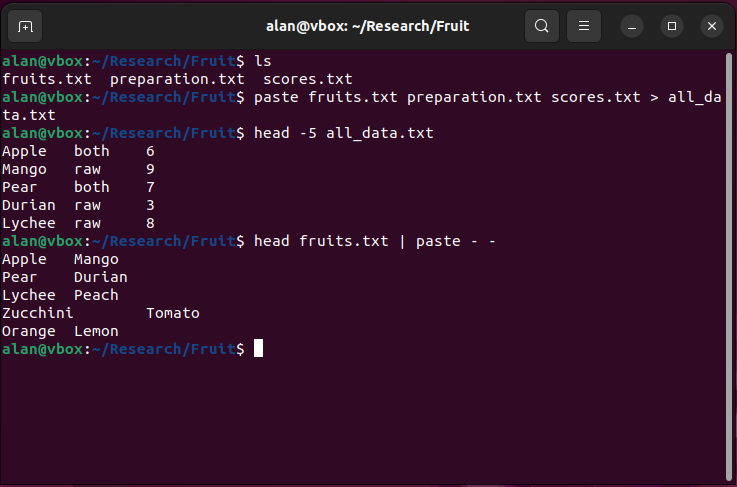 alan@vbox: ~/Research/Fruit
alan@vbox:~/Research/Fruit$ ls
fruits.txt  preparation.txt  scores.txt
alan@vbox:~/Research/Fruit$ paste fruits.txt preparation.txt scores.txt > all_da
ta.txt
alan@vbox:~/Research/Fruit$ head -5 all_data.txt
Apple   both    6
Mango   raw     9
Pear    both    7
Durian  raw     3
Lychee  raw     8
alan@vbox:~/Research/Fruit$ head fruits.txt | paste - -
Apple   Mango
Pear    Durian
Lychee  Peach
Zucchini        Tomato
Orange  Lemon
alan@vbox:~/Research/Fruit$